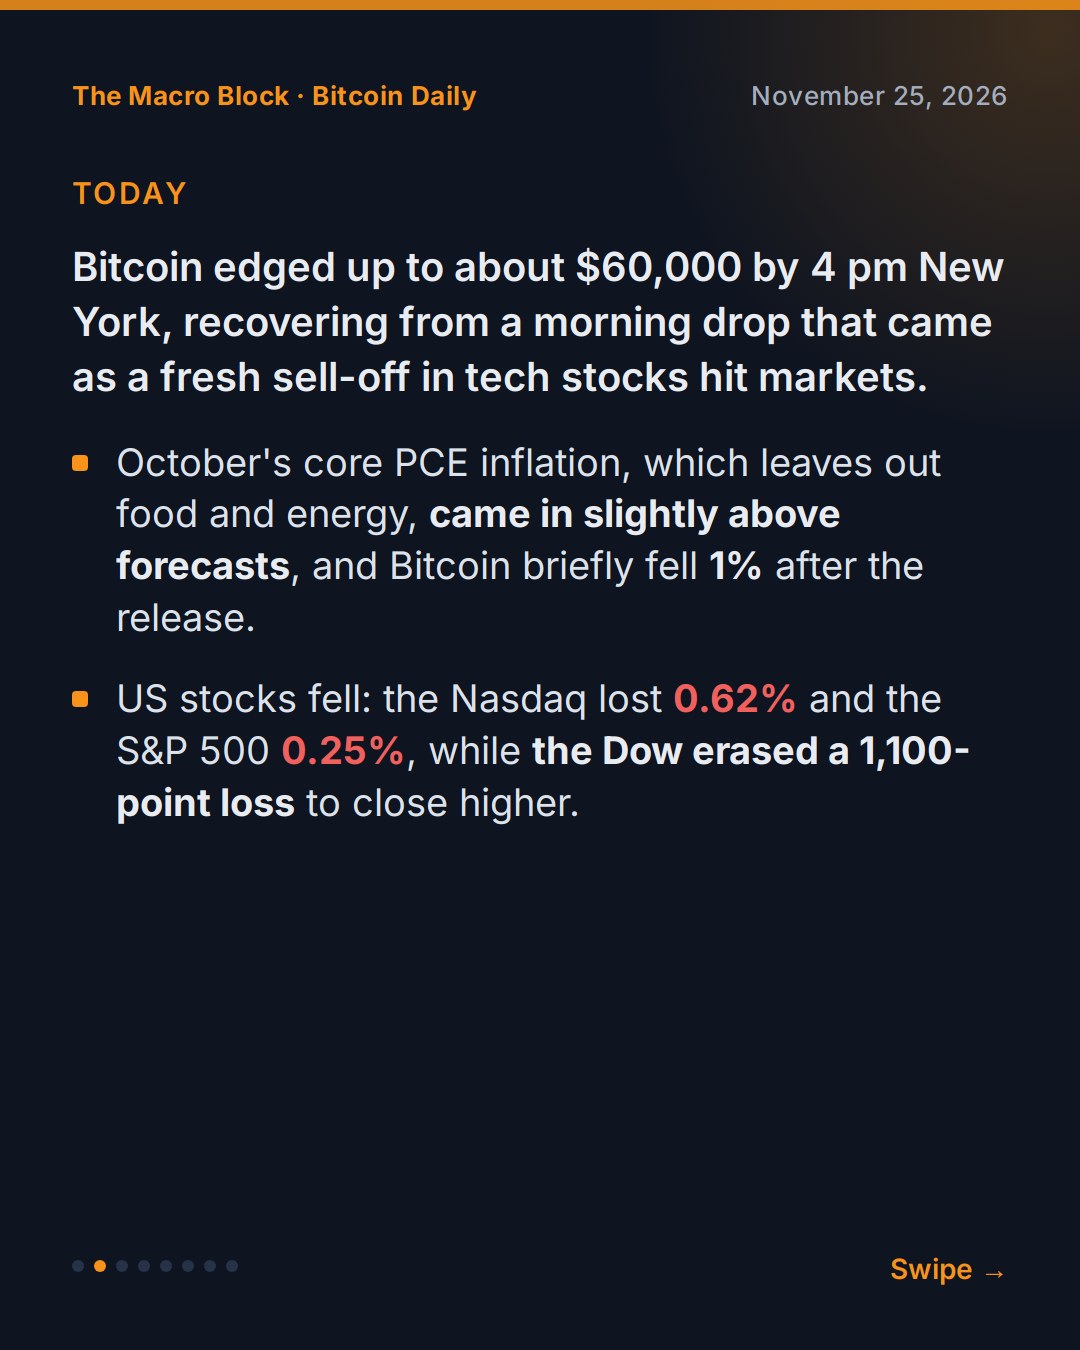 The Macro Block · Bitcoin Daily
November 25, 2026
TODAY
Bitcoin edged up to about $60,000 by 4 pm New
York, recovering from a morning drop that came
as a fresh sell-off in tech stocks hit markets.
October's core PCE inflation, which leaves out
food and energy, came in slightly above
forecasts, and Bitcoin briefly fell 1% after the
release.
US stocks fell: the Nasdaq lost 0.62% and the
S&P 500 0.25%, while the Dow erased a 1,100-
point loss to close higher.
Swipe →